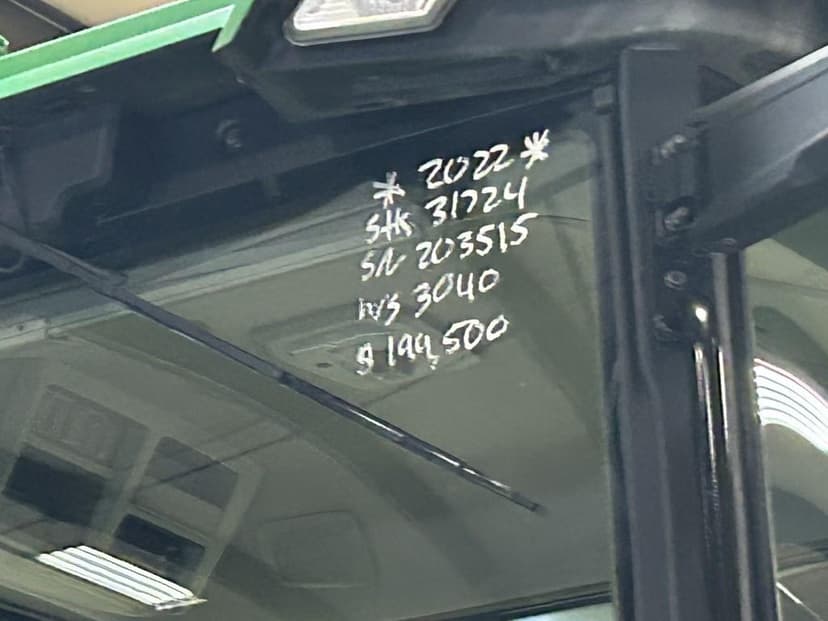 * 2022 *
Stk 31724
SN 203515
hrs 3040
$ 199,500